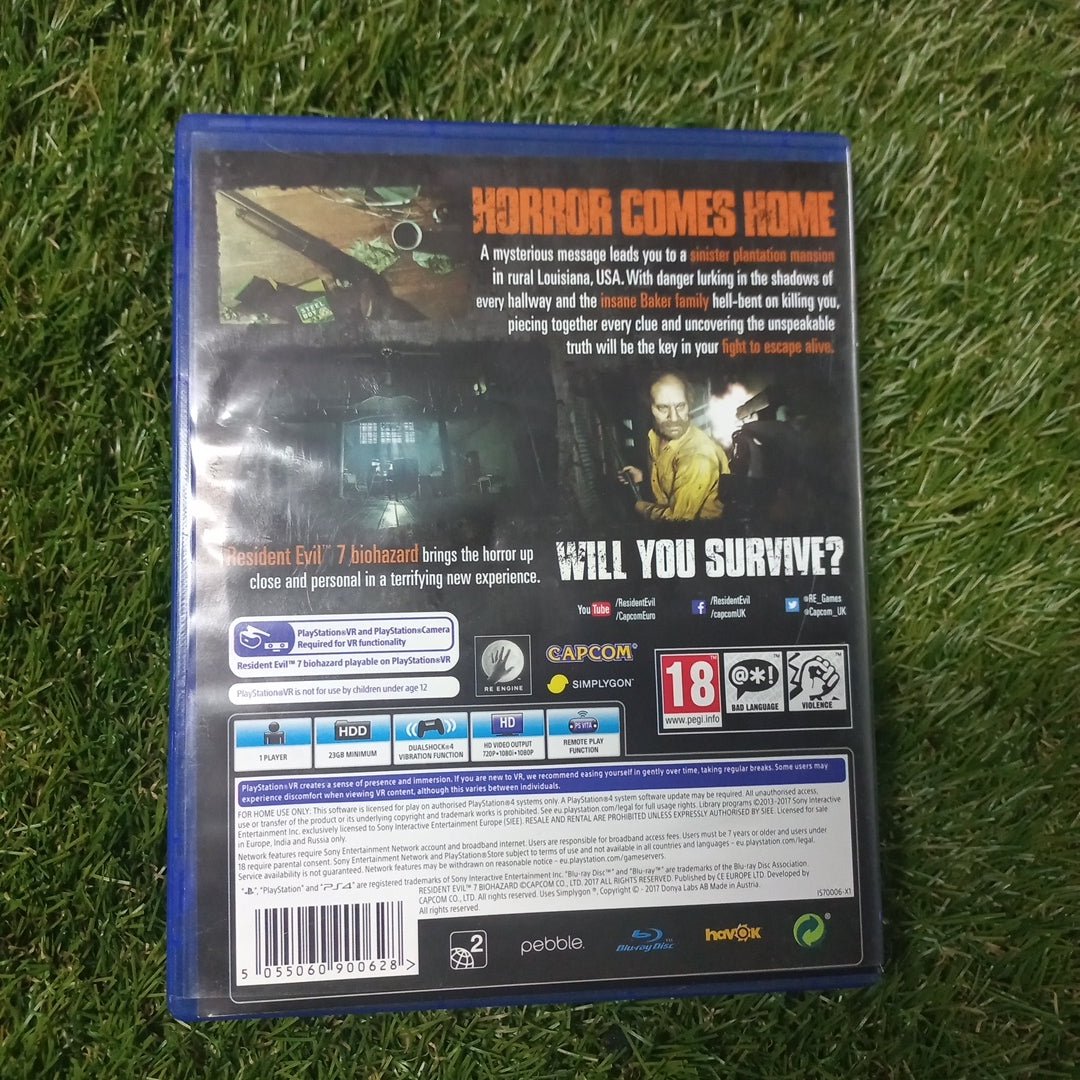 HORROR COMES HOME
A mysterious message leads you to a sinister plantation mansion
in rural Louisiana, USA. With danger lurking in the shadows of
every hallway and the insane Baker family hell-bent on killing you,
piecing together every clue and uncovering the unspeakable
truth will be the key in your fight to escape alive.
Resident Evil™ 7 biohazard brings the horror up
close and personal in a terrifying new experience.
WILL YOU SURVIVE?
YouTube /ResidentEvil
/CapcomEuro
/ResidentEvil
/capcomUK
@RE_Games
@Capcom_UK
PlayStation®VR and PlayStation®Camera
Required for VR functionality
Resident Evil™ 7 biohazard playable on PlayStation®VR
PlayStation®VR is not for use by children under age 12
RE ENGINE
CAPCOM®
SIMPLYGON™
18
www.pegi.info
@*!
BAD LANGUAGE
VIOLENCE
1 PLAYER
HDD
23GB MINIMUM
DUALSHOCK®4
VIBRATION FUNCTION
HD
HD VIDEO OUTPUT
720P•1080i•1080P
PS VITA
REMOTE PLAY
FUNCTION
PlayStation®VR creates a sense of presence and immersion. If you are new to VR, we recommend easing yourself in gently over time, taking regular breaks. Some users may
experience discomfort when viewing VR content, although this varies between individuals.
FOR HOME USE ONLY: This software is licensed for play on authorised PlayStation®4 systems only. A PlayStation®4 system software update may be required. All unauthorised access,
use or transfer of the product or its underlying copyright and trademark works is prohibited. See eu.playstation.com/legal for full usage rights. Library programs ©2013-2017 Sony Interactive
Entertainment Inc. exclusively licensed to Sony Interactive Entertainment Europe (SIEE). RESALE AND RENTAL ARE PROHIBITED UNLESS EXPRESSLY AUTHORISED BY SIEE. Licensed for sale
in Europe, India and Russia only.
Network features require Sony Entertainment Network account and broadband internet. Users are responsible for broadband access fees. Users must be 7 years or older and users under
18 require parental consent. Sony Entertainment Network and PlayStation®Store subject to terms of use and not available in all countries and languages – eu.playstation.com/legal.
Service availability is not guaranteed. Network features may be withdrawn on reasonable notice – eu.playstation.com/gameservers.
"PlayStation" and "PS4" are registered trademarks of Sony Interactive Entertainment Inc. "Blu-ray Disc™" and "Blu-ray™" are trademarks of the Blu-ray Disc Association.
RESIDENT EVIL™ 7 BIOHAZARD ©CAPCOM CO., LTD. 2017 ALL RIGHTS RESERVED. Published by CE EUROPE LTD. Developed by
CAPCOM CO., LTD. All rights reserved. Uses Simplygon®, Copyright © - 2017 Donya Labs AB Made in Austria.
All rights reserved.
IS70006-X1
5 055060 900628 >
2
pebble.
Blu-ray Disc
havok